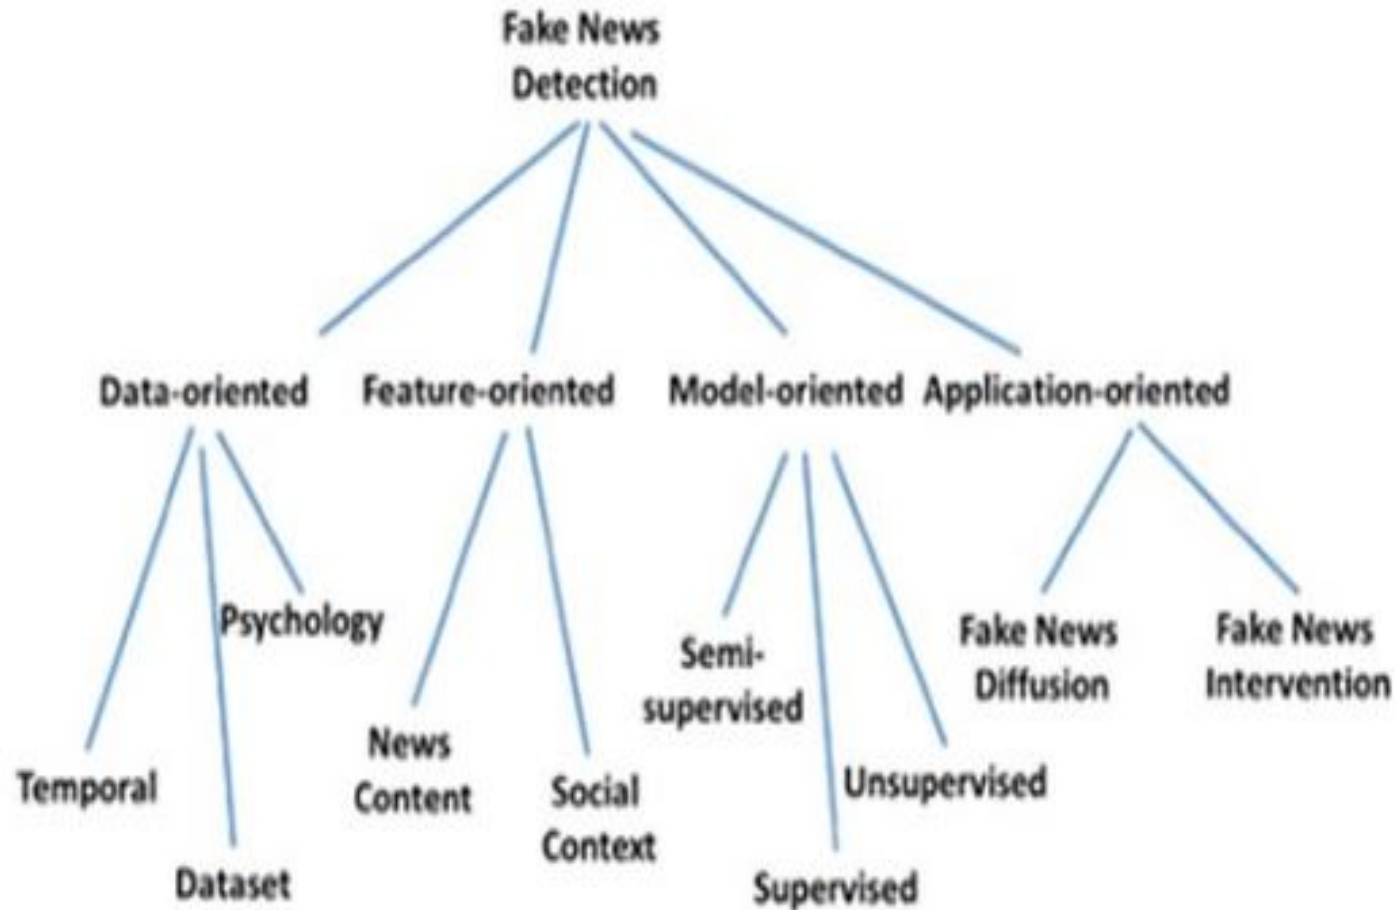 Fake News
Detection
Data-oriented
Feature-oriented
Model-oriented
Application-oriented
Psychology
Temporal
Dataset
News
Content
Social
Context
Semi-
supervised
Unsupervised
Supervised
Fake News
Diffusion
Fake News
Intervention